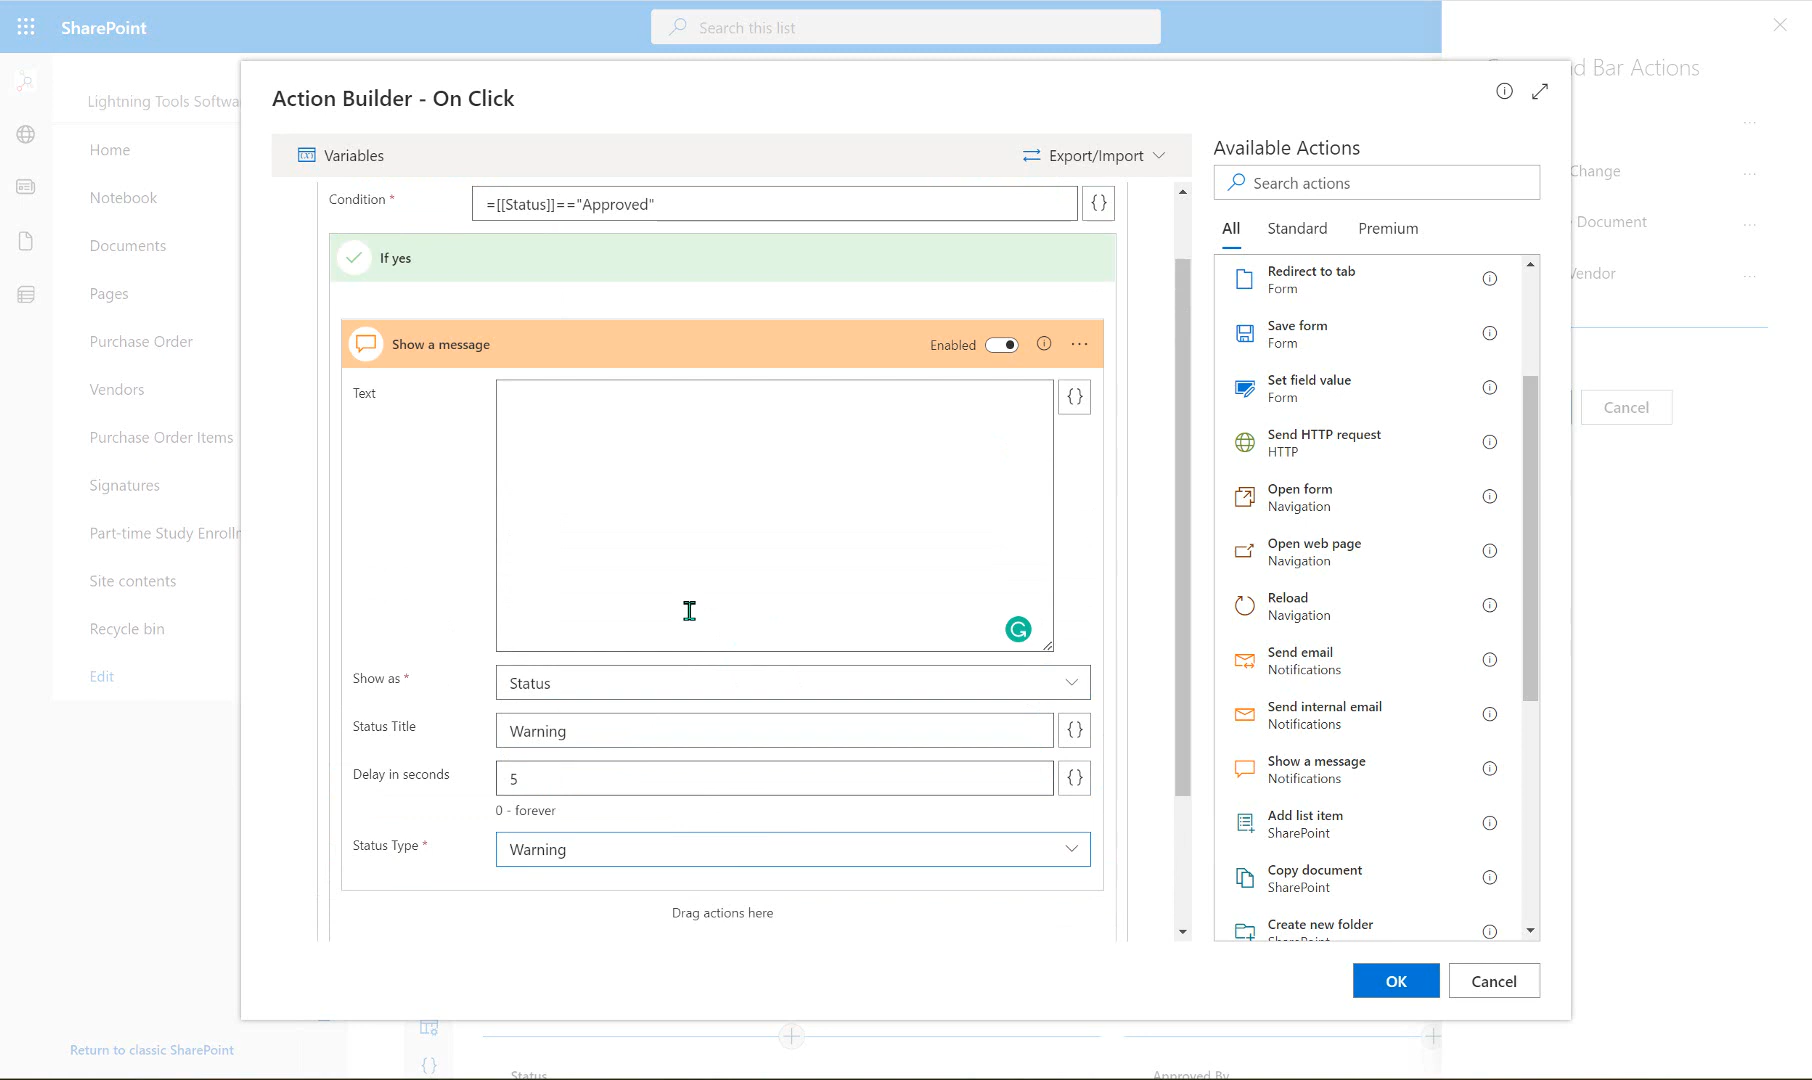 SharePoint
Search this list
d Bar Actions
Lightning Tools Softwa
Home
Notebook
Documents
Pages
Purchase Order
Vendors
Purchase Order Items
Signatures
Part-time Study Enrolln
Site contents
Recycle bin
Edit
Return to classic SharePoint
Action Builder - On Click
Variables
Export/Import
Condition *
=[[Status]]=="Approved"
{}
If yes
Show a message
Enabled
Text
{}
Show as *
Status
Status Title
Warning
{}
Delay in seconds
5
{}
0 - forever
Status Type *
Warning
Drag actions here
Available Actions
Search actions
All
Standard
Premium
Redirect to tab
Form
Save form
Form
Set field value
Form
Send HTTP request
HTTP
Open form
Navigation
Open web page
Navigation
Reload
Navigation
Send email
Notifications
Send internal email
Notifications
Show a message
Notifications
Add list item
SharePoint
Copy document
SharePoint
Create new folder
SharePoint
OK
Cancel
Change
Document
Vendor
Cancel
{}
Status
Approved By